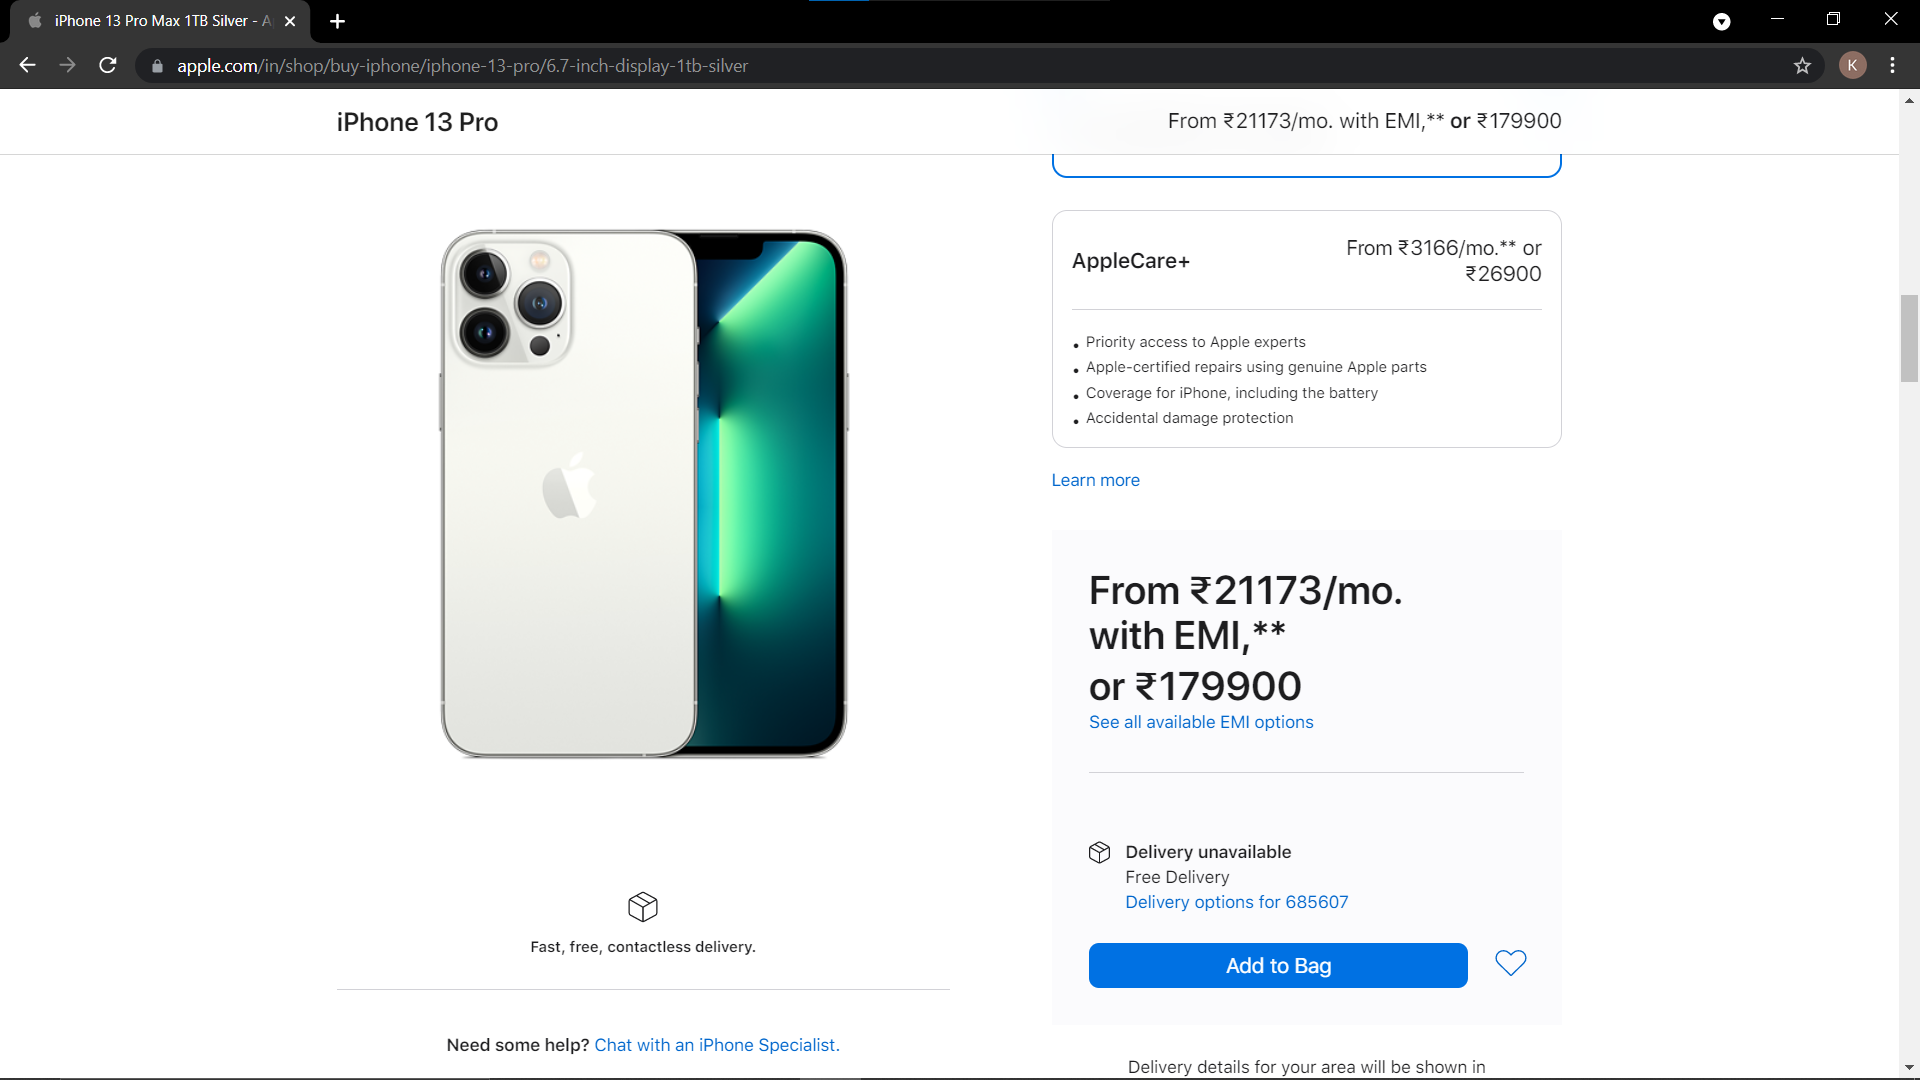 iPhone 13 Pro Max 1TB Silver - A
apple.com/in/shop/buy-iphone/iphone-13-pro/6.7-inch-display-1tb-silver
K
iPhone 13 Pro
From ₹21173/mo. with EMI,** or ₹179900
AppleCare+
From ₹3166/mo.** or
₹26900
• Priority access to Apple experts
• Apple-certified repairs using genuine Apple parts
• Coverage for iPhone, including the battery
• Accidental damage protection
Learn more
From ₹21173/mo.
with EMI,**
or ₹179900
See all available EMI options
Delivery unavailable
Free Delivery
Delivery options for 685607
Add to Bag
Fast, free, contactless delivery.
Need some help? Chat with an iPhone Specialist.
Delivery details for your area will be shown in